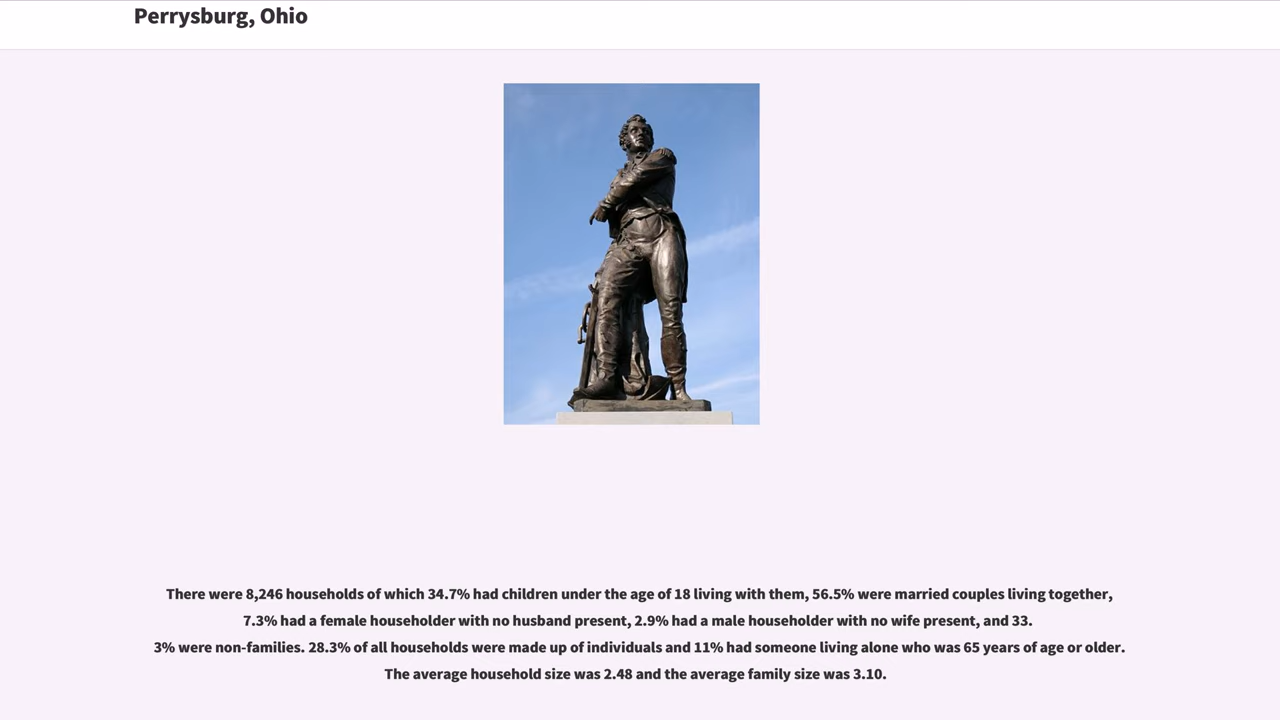 Perrysburg, Ohio
There were 8,246 households of which 34.7% had children under the age of 18 living with them, 56.5% were married couples living together,
7.3% had a female householder with no husband present, 2.9% had a male householder with no wife present, and 33.
3% were non-families. 28.3% of all households were made up of individuals and 11% had someone living alone who was 65 years of age or older.
The average household size was 2.48 and the average family size was 3.10.